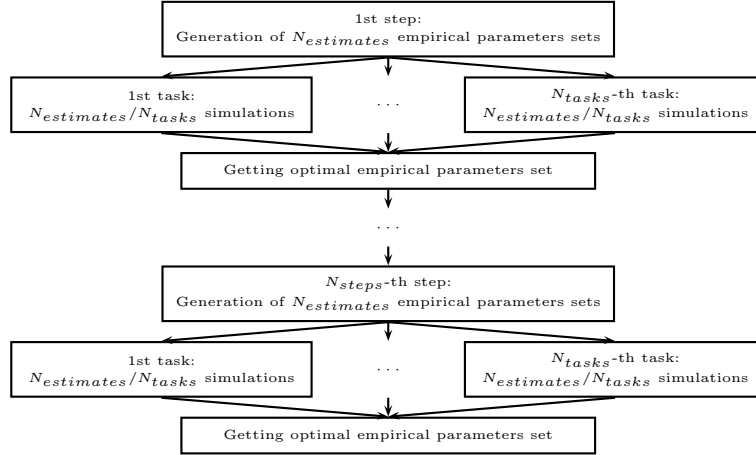 1st step:
Generation of N_estimates empirical parameters sets
1st task:
N_estimates/N_tasks simulations
...
N_tasks-th task:
N_estimates/N_tasks simulations
Getting optimal empirical parameters set
...
N_steps-th step:
Generation of N_estimates empirical parameters sets
1st task:
N_estimates/N_tasks simulations
...
N_tasks-th task:
N_estimates/N_tasks simulations
Getting optimal empirical parameters set